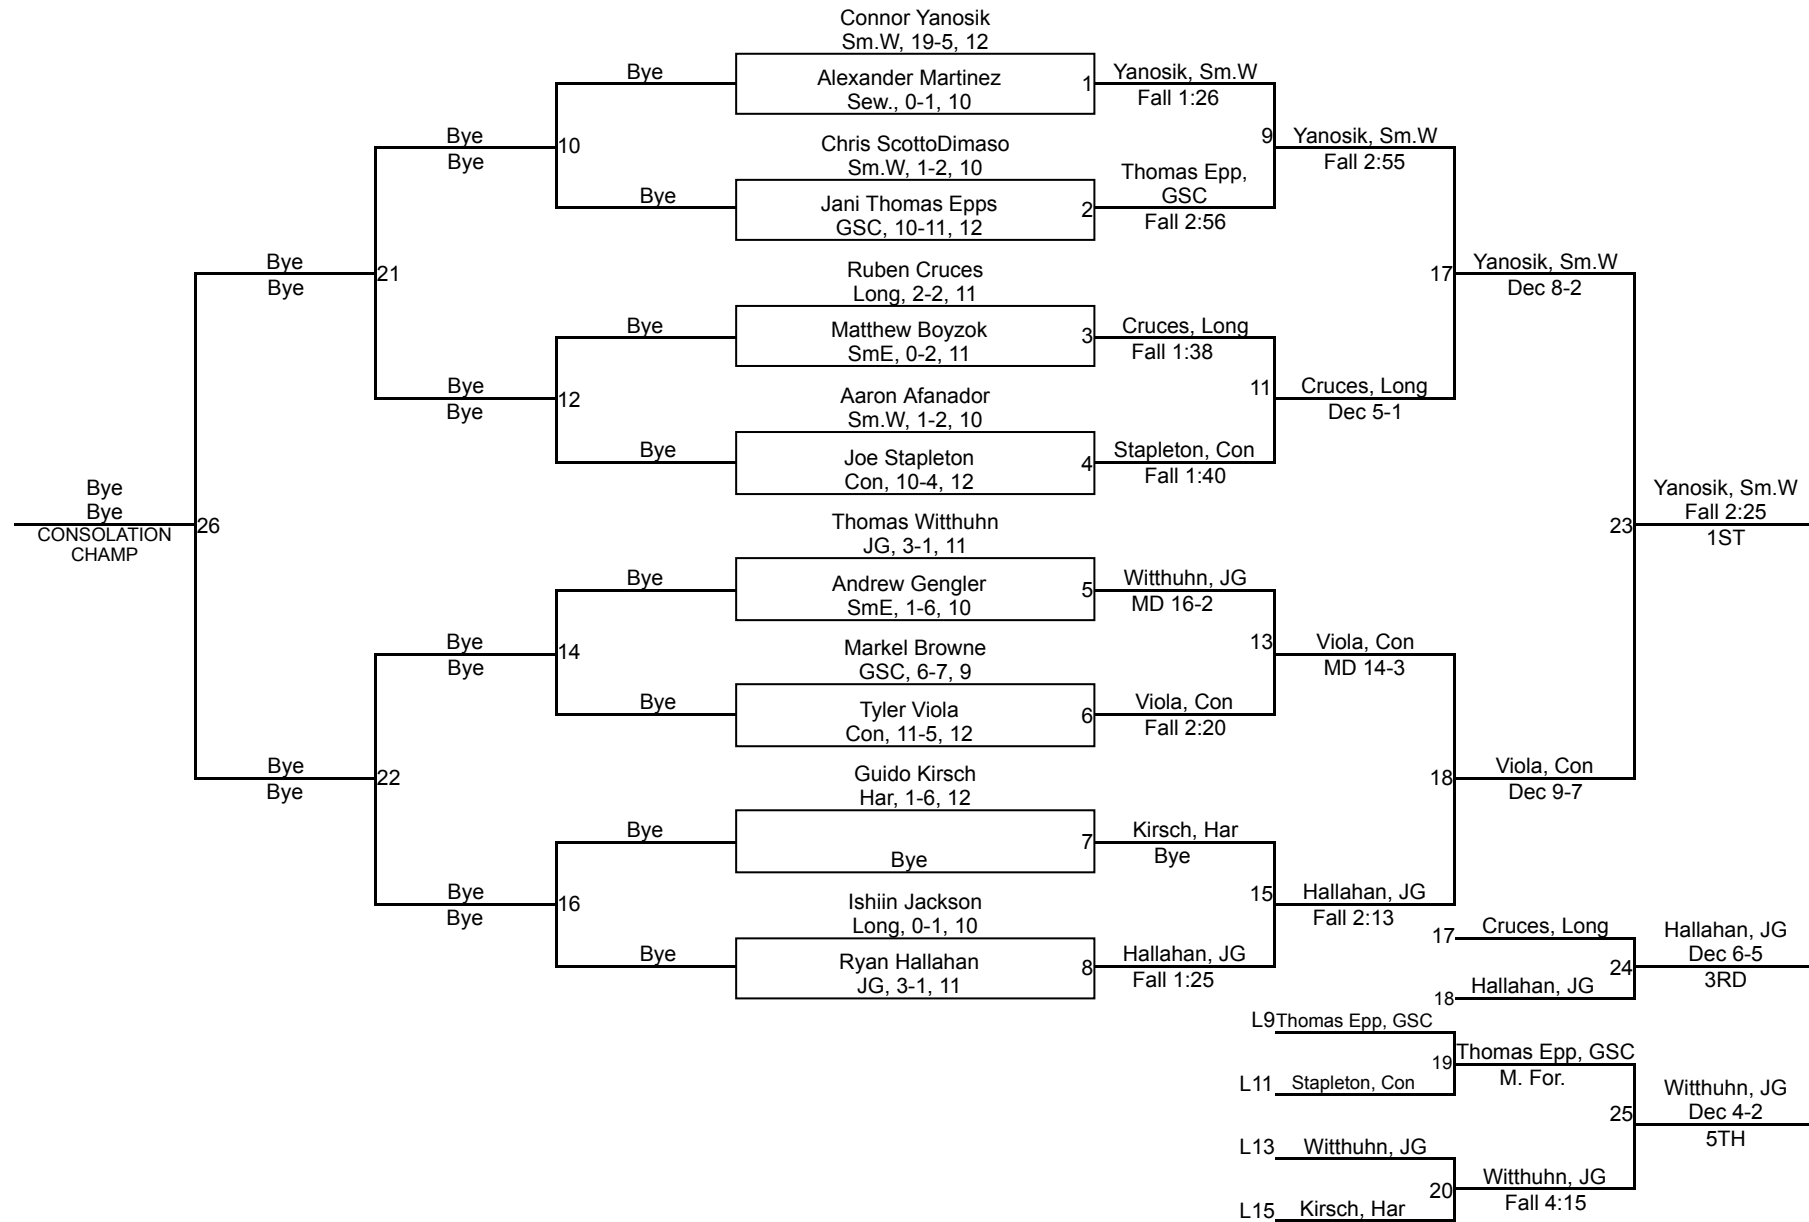 Connor Yanosik
Sm.W, 19-5, 12
Bye
Alexander Martinez
Sew., 0-1, 10
1
Yanosik, Sm.W
Fall 1:26
Bye
Bye
10
Chris ScottoDimaso
Sm.W, 1-2, 10
9
Yanosik, Sm.W
Fall 2:55
Bye
Jani Thomas Epps
GSC, 10-11, 12
2
Thomas Epp,
GSC
Fall 2:56
Bye
Bye
21
Ruben Cruces
Long, 2-2, 11
17
Yanosik, Sm.W
Dec 8-2
Bye
Matthew Boyzok
SmE, 0-2, 11
3
Cruces, Long
Fall 1:38
Bye
Bye
12
Aaron Afanador
Sm.W, 1-2, 10
11
Cruces, Long
Dec 5-1
Bye
Joe Stapleton
Con, 10-4, 12
4
Stapleton, Con
Fall 1:40
Bye
Bye
CONSOLATION
CHAMP
26
Thomas Witthuhn
JG, 3-1, 11
23
Yanosik, Sm.W
Fall 2:25
1ST
Bye
Andrew Gengler
SmE, 1-6, 10
5
Witthuhn, JG
MD 16-2
Bye
Bye
14
Markel Browne
GSC, 6-7, 9
13
Viola, Con
MD 14-3
Bye
Tyler Viola
Con, 11-5, 12
6
Viola, Con
Fall 2:20
Bye
Bye
22
Guido Kirsch
Har, 1-6, 12
18
Viola, Con
Dec 9-7
Bye
Bye
7
Kirsch, Har
Bye
Bye
Bye
16
Ishiin Jackson
Long, 0-1, 10
15
Hallahan, JG
Fall 2:13
Bye
Ryan Hallahan
JG, 3-1, 11
8
Hallahan, JG
Fall 1:25
17
Cruces, Long
18
Hallahan, JG
24
Hallahan, JG
Dec 6-5
3RD
L9
Thomas Epp, GSC
L11
Stapleton, Con
19
Thomas Epp, GSC
M. For.
L13
Witthuhn, JG
L15
Kirsch, Har
20
Witthuhn, JG
Fall 4:15
25
Witthuhn, JG
Dec 4-2
5TH